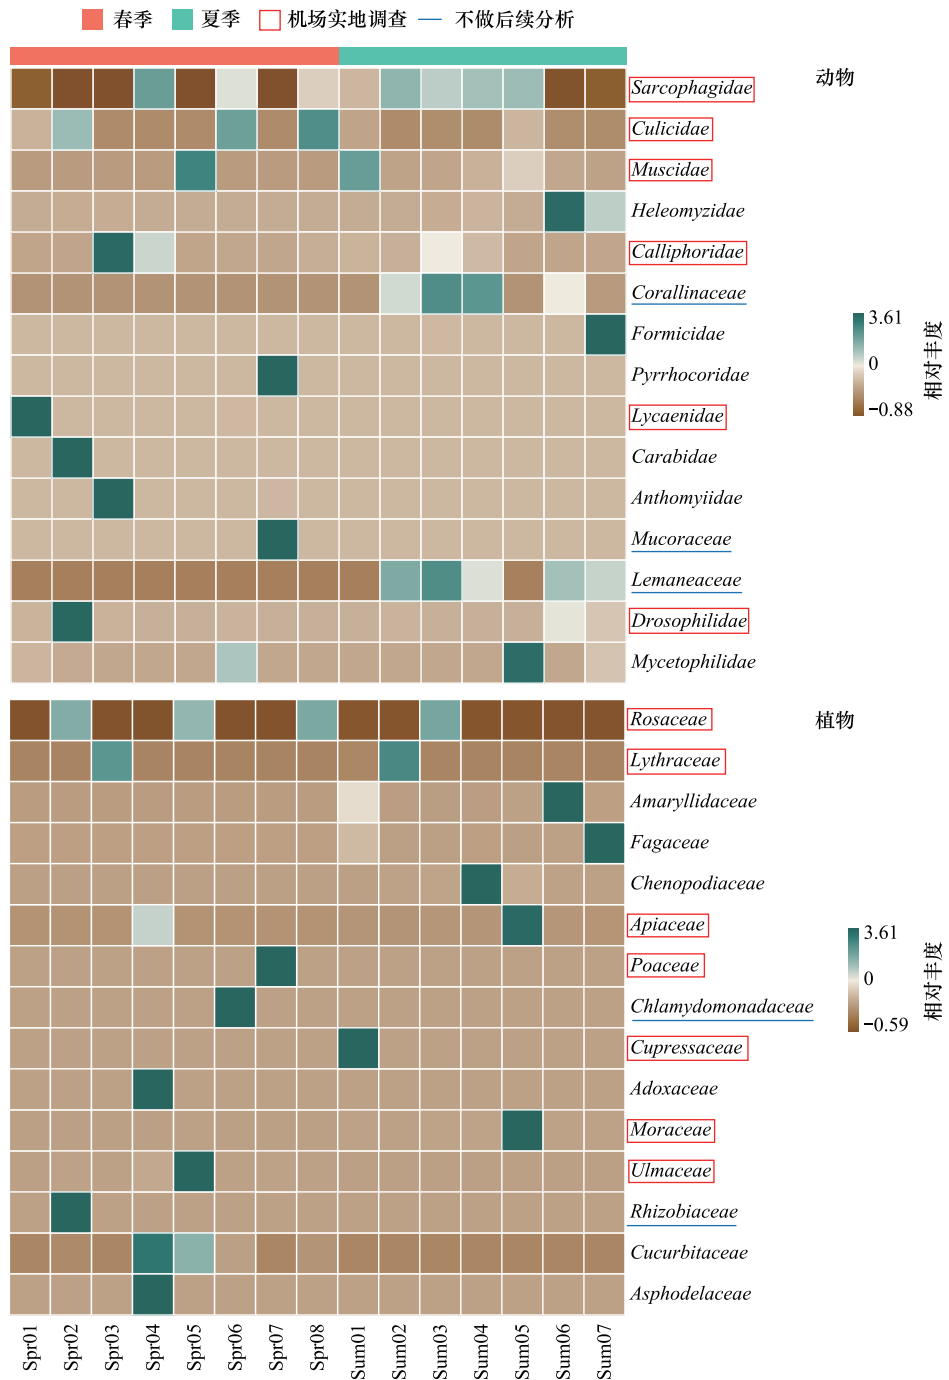 春季 夏季 机场实地调查 不做后续分析
动物
Sarcophagidae
Culicidae
Muscidae
Heleomyzidae
Calliphoridae
Corallinaceae
Formicidae
Pyrrhocoridae
Lycaenidae
Carabidae
Anthomyiidae
Mucoraceae
Lemaneaceae
Drosophilidae
Mycetophilidae
3.61
0
−0.88
相对丰度
植物
Rosaceae
Lythraceae
Amaryllidaceae
Fagaceae
Chenopodiaceae
Apiaceae
Poaceae
Chlamydomonadaceae
Cupressaceae
Adoxaceae
Moraceae
Ulmaceae
Rhizobiaceae
Cucurbitaceae
Asphodelaceae
3.61
0
−0.59
相对丰度
Spr01 Spr02 Spr03 Spr04 Spr05 Spr06 Spr07 Spr08 Sum01 Sum02 Sum03 Sum04 Sum05 Sum06 Sum07